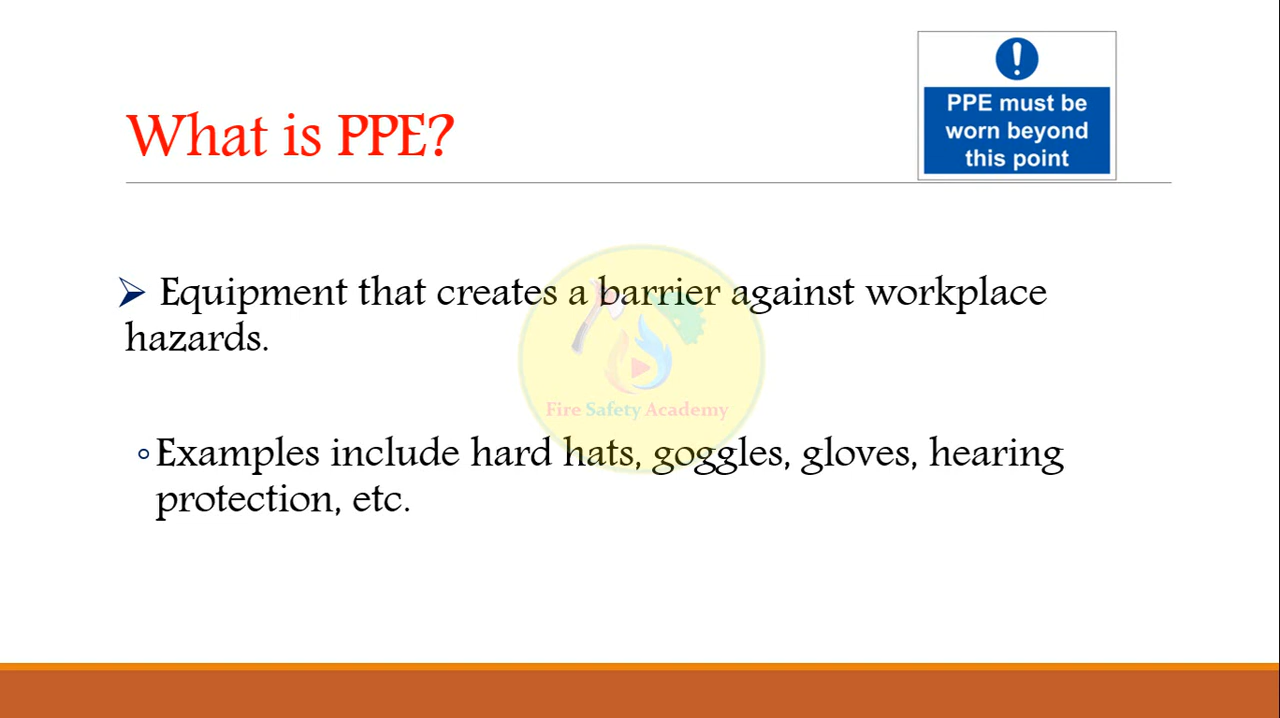 PPE must be
worn beyond
this point
What is PPE?
Equipment that creates a barrier against workplace
hazards.
Fire Safety Academy
Examples include hard hats, goggles, gloves, hearing
protection, etc.